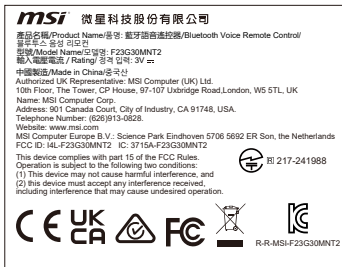 msi 微星科技股份有限公司
產品名稱/Product Name/품명: 藍牙語音遙控器/Bluetooth Voice Remote Control/
블루투스 음성 리모컨
型號/Model Name/모델명: F23G30MNT2
輸入電壓電流 / Rating/ 정격 입력: 3V ⎓
中國製造/Made in China/중국산
Authorized UK Representative: MSI Computer (UK) Ltd.
10th Floor, The Tower, CP House, 97-107 Uxbridge Road,London, W5 5TL, UK
Name: MSI Computer Corp.
Address: 901 Canada Court, City of Industry, CA 91748, USA.
Telephone Number: (626)913-0828.
Website: www.msi.com
MSI Computer Europe B.V.: Science Park Eindhoven 5706 5692 ER Son, the Netherlands
FCC ID: I4L-F23G30MNT2 IC: 3715A-F23G30MNT2
This device complies with part 15 of the FCC Rules.
Operation is subject to the following two conditions:
(1) This device may not cause harmful interference, and
(2) this device must accept any interference received,
including interference that may cause undesired operation.
R 217-241988
CE UK CA FC KC
R-R-MSI-F23G30MNT2